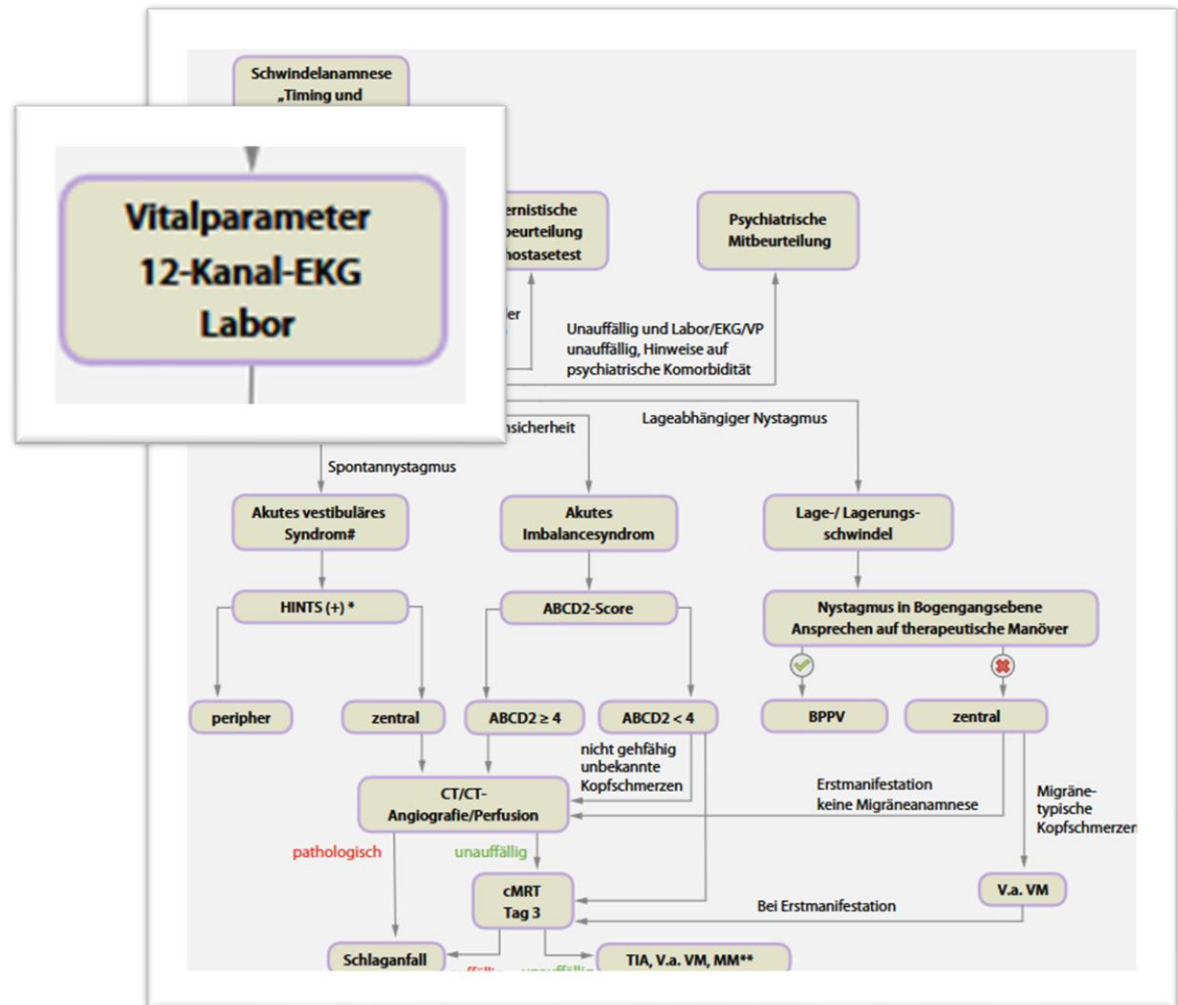 Schwindelanamnese
„Timing und
Vitalparameter
12-Kanal-EKG
Labor
ernistische
beurteilung
hostasetest
Psychiatrische
Mitbeurteilung
Unauffällig und Labor/EKG/VP
unauffällig, Hinweise auf
psychiatrische Komorbidität
nsicherheit
Lageabhängiger Nystagmus
Spontannystagmus
Akutes vestibuläres
Syndrom#
Akutes
Imbalancesyndrom
Lage-/ Lagerungs-
schwindel
HINTS (+) *
ABCD2-Score
Nystagmus in Bogengangsebene
Ansprechen auf therapeutische Manöver
peripher
zentral
ABCD2 ≥ 4
ABCD2 < 4
BPPV
zentral
nicht gehfähig
unbekannte
Kopfschmerzen
CT/CT-
Angiografie/Perfusion
Erstmanifestation
keine Migräneanamnese
Migräne-
typische
Kopfschmerzen
pathologisch
unauffällig
cMRT
Tag 3
V.a. VM
Bei Erstmanifestation
Schlaganfall
TIA, V.a. VM, MM**